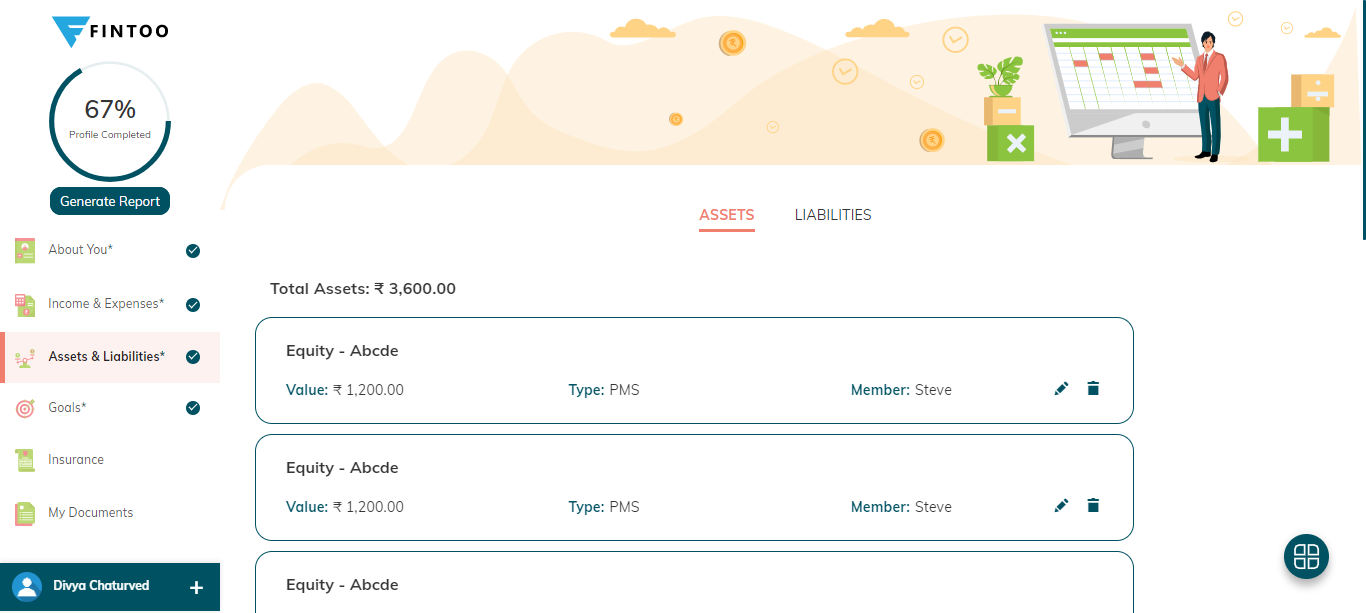 FINTOO
67%
Profile Completed
Generate Report
About You*
Income & Expenses*
Assets & Liabilities*
Goals*
Insurance
My Documents
Divya Chaturved
+
ASSETS LIABILITIES
Total Assets: ₹ 3,600.00
Equity - Abcde
Value: ₹ 1,200.00 Type: PMS Member: Steve
Equity - Abcde
Value: ₹ 1,200.00 Type: PMS Member: Steve
Equity - Abcde